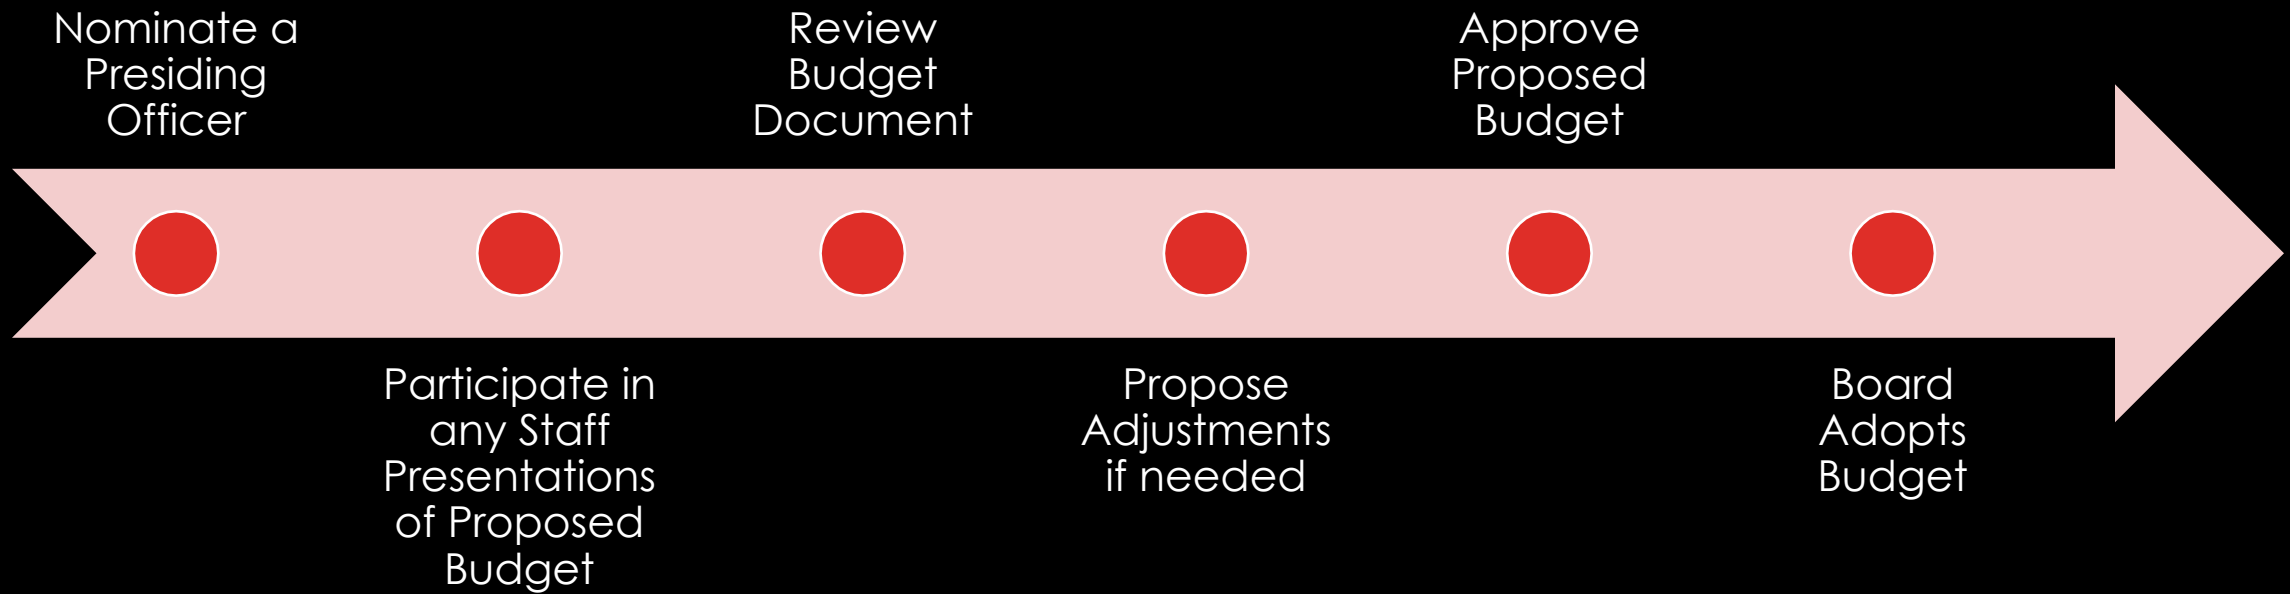 Nominate a
Presiding
Officer
Participate in
any Staff
Presentations
of Proposed
Budget
Review
Budget
Document
Propose
Adjustments
if needed
Approve
Proposed
Budget
Board
Adopts
Budget